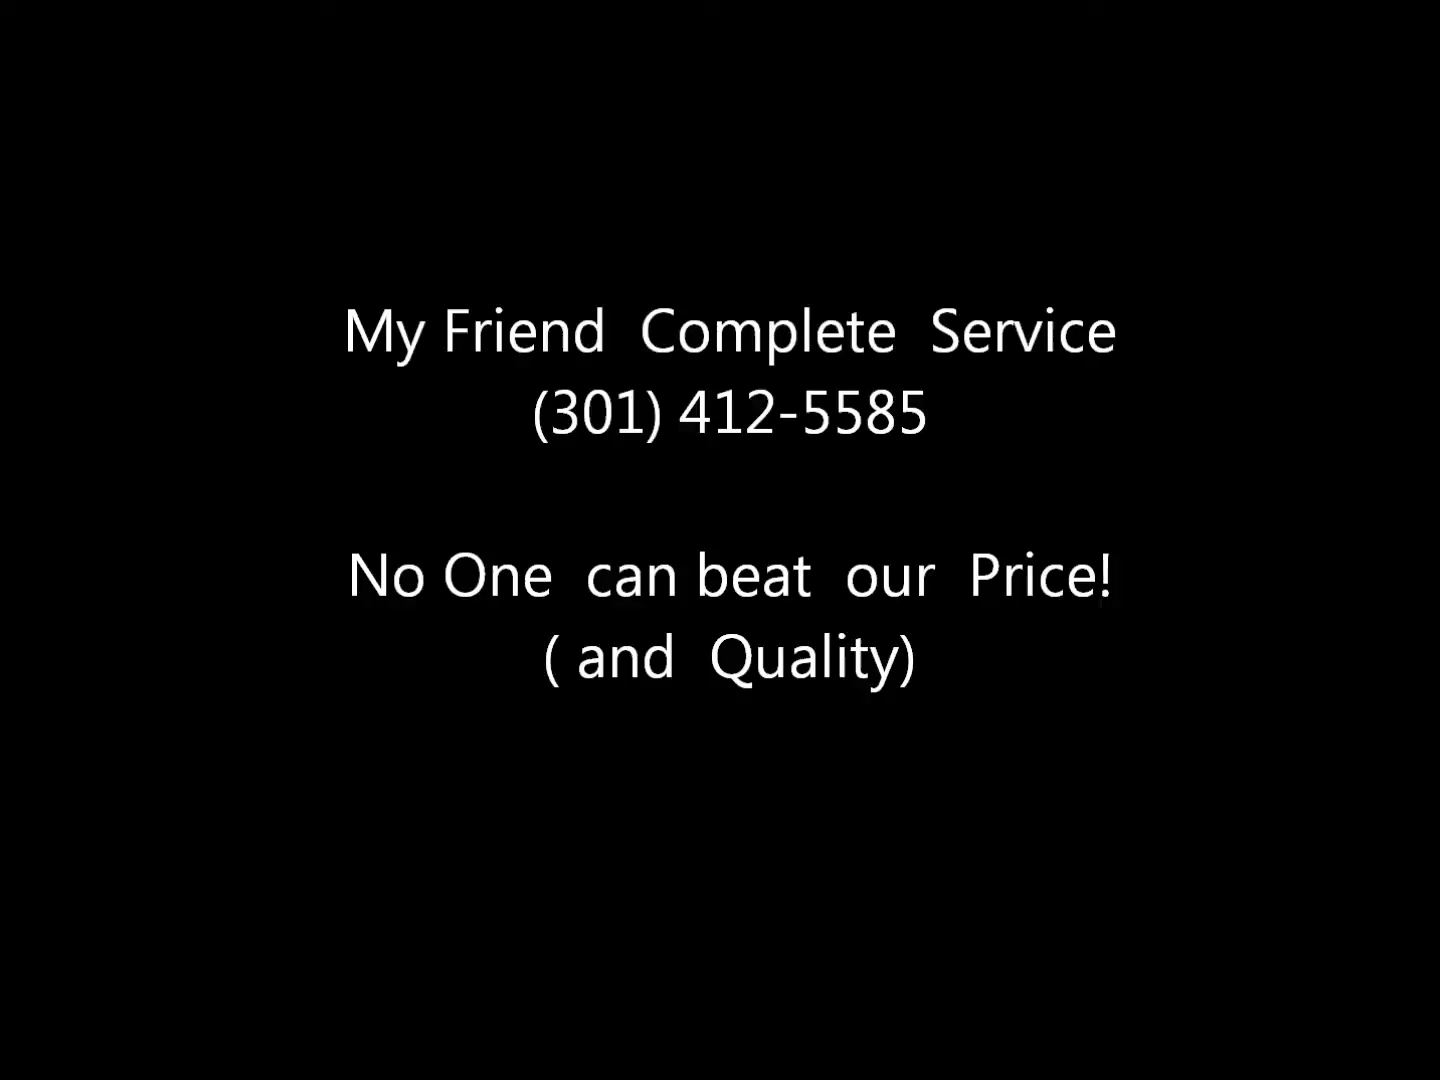 My Friend  Complete  Service
(301) 412-5585
No One  can beat  our  Price!
( and  Quality)